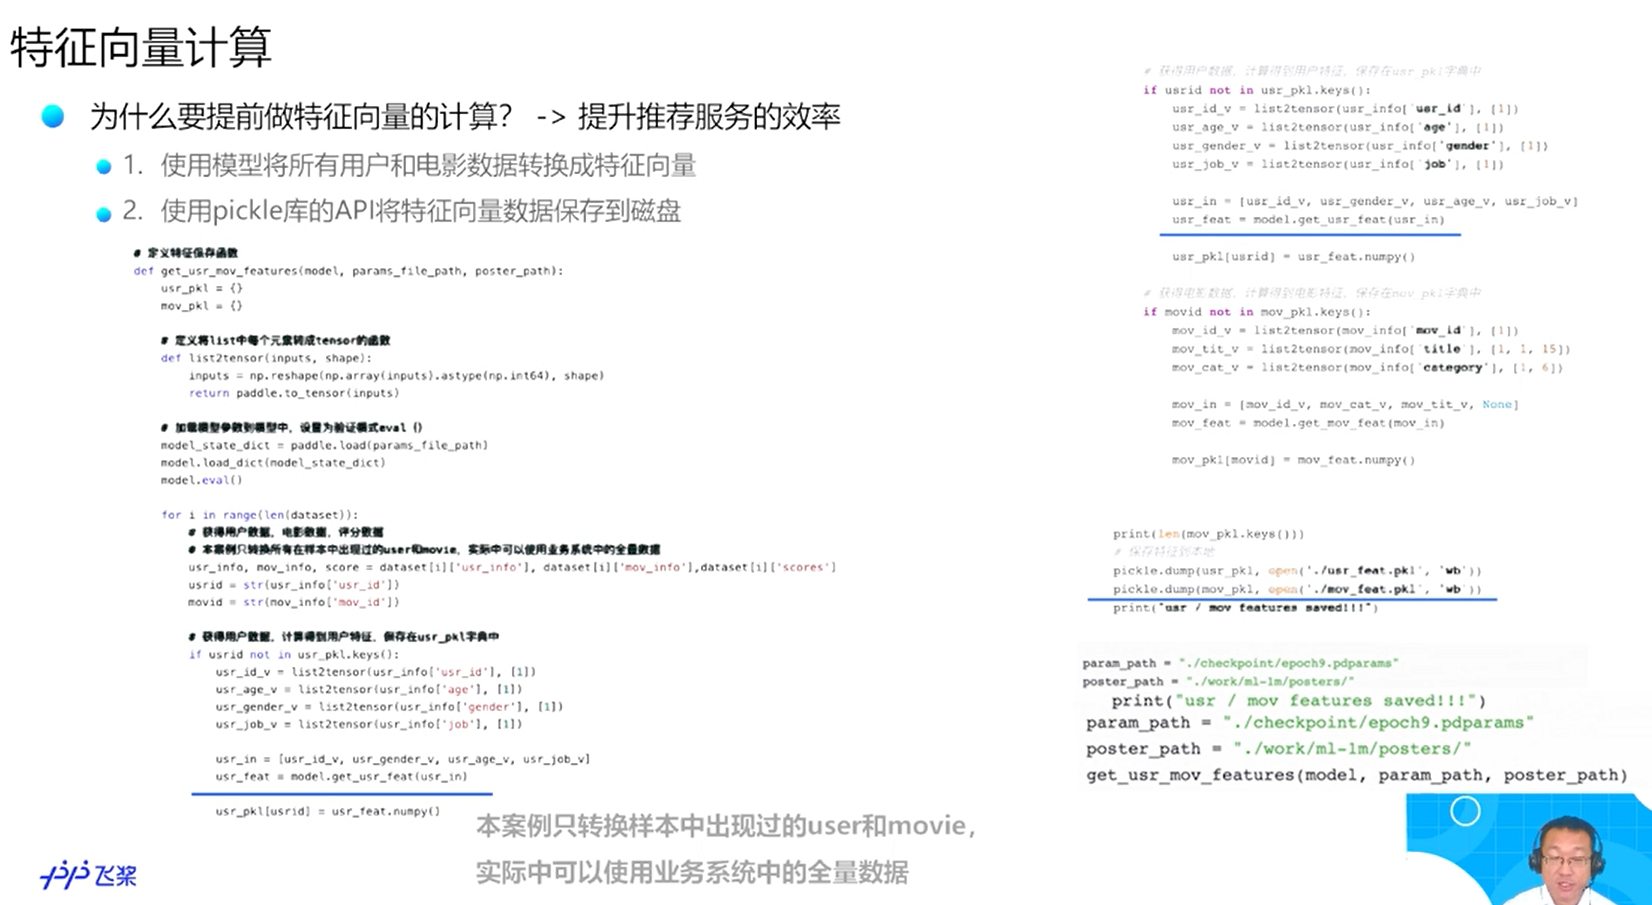 特征向量计算
为什么要提前做特征向量的计算？ -> 提升推荐服务的效率
1. 使用模型将所有用户和电影数据转换成特征向量
2. 使用pickle库的API将特征向量数据保存到磁盘
# 定义特征保存函数
def get_usr_mov_features(model, params_file_path, poster_path):
usr_pkl = {}
mov_pkl = {}
# 定义将list中每个元素转成tensor的函数
def list2tensor(inputs, shape):
inputs = np.reshape(np.array(inputs).astype(np.int64), shape)
return paddle.to_tensor(inputs)
# 加载模型参数到模型中，设置为验证模式eval（）
model_state_dict = paddle.load(params_file_path)
model.load_dict(model_state_dict)
model.eval()
for i in range(len(dataset)):
# 获得用户数据，电影数据，评分数据
# 本案例只转换所有在样本中出现过的user和movie，实际中可以使用业务系统中的全量数据
usr_info, mov_info, score = dataset[i]['usr_info'], dataset[i]['mov_info'],dataset[i]['scores']
usrid = str(usr_info['usr_id'])
movid = str(mov_info['mov_id'])
# 获得用户数据，计算得到用户特征，保存在usr_pkl字典中
if usrid not in usr_pkl.keys():
usr_id_v = list2tensor(usr_info['usr_id'], [1])
usr_age_v = list2tensor(usr_info['age'], [1])
usr_gender_v = list2tensor(usr_info['gender'], [1])
usr_job_v = list2tensor(usr_info['job'], [1])
usr_in = [usr_id_v, usr_gender_v, usr_age_v, usr_job_v]
usr_feat = model.get_usr_feat(usr_in)
usr_pkl[usrid] = usr_feat.numpy()
本案例只转换样本中出现过的user和movie，
实际中可以使用业务系统中的全量数据
飞桨
# 获得用户数据，计算得到用户特征，保存在usr_pkl字典中
if usrid not in usr_pkl.keys():
usr_id_v = list2tensor(usr_info['usr_id'], [1])
usr_age_v = list2tensor(usr_info['age'], [1])
usr_gender_v = list2tensor(usr_info['gender'], [1])
usr_job_v = list2tensor(usr_info['job'], [1])
usr_in = [usr_id_v, usr_gender_v, usr_age_v, usr_job_v]
usr_feat = model.get_usr_feat(usr_in)
usr_pkl[usrid] = usr_feat.numpy()
# 获得电影数据，计算得到电影特征，保存在mov_pkl字典中
if movid not in mov_pkl.keys():
mov_id_v = list2tensor(mov_info['mov_id'], [1])
mov_tit_v = list2tensor(mov_info['title'], [1, 1, 15])
mov_cat_v = list2tensor(mov_info['category'], [1, 6])
mov_in = [mov_id_v, mov_cat_v, mov_tit_v, None]
mov_feat = model.get_mov_feat(mov_in)
mov_pkl[movid] = mov_feat.numpy()
print(len(mov_pkl.keys()))
# 保存特征到本地
pickle.dump(usr_pkl, open('./usr_feat.pkl', 'wb'))
pickle.dump(mov_pkl, open('./mov_feat.pkl', 'wb'))
print("usr / mov features saved!!!")
param_path = "./checkpoint/epoch9.pdparams"
poster_path = "./work/ml-1m/posters/"
print("usr / mov features saved!!!")
param_path = "./checkpoint/epoch9.pdparams"
poster_path = "./work/ml-1m/posters/"
get_usr_mov_features(model, param_path, poster_path)